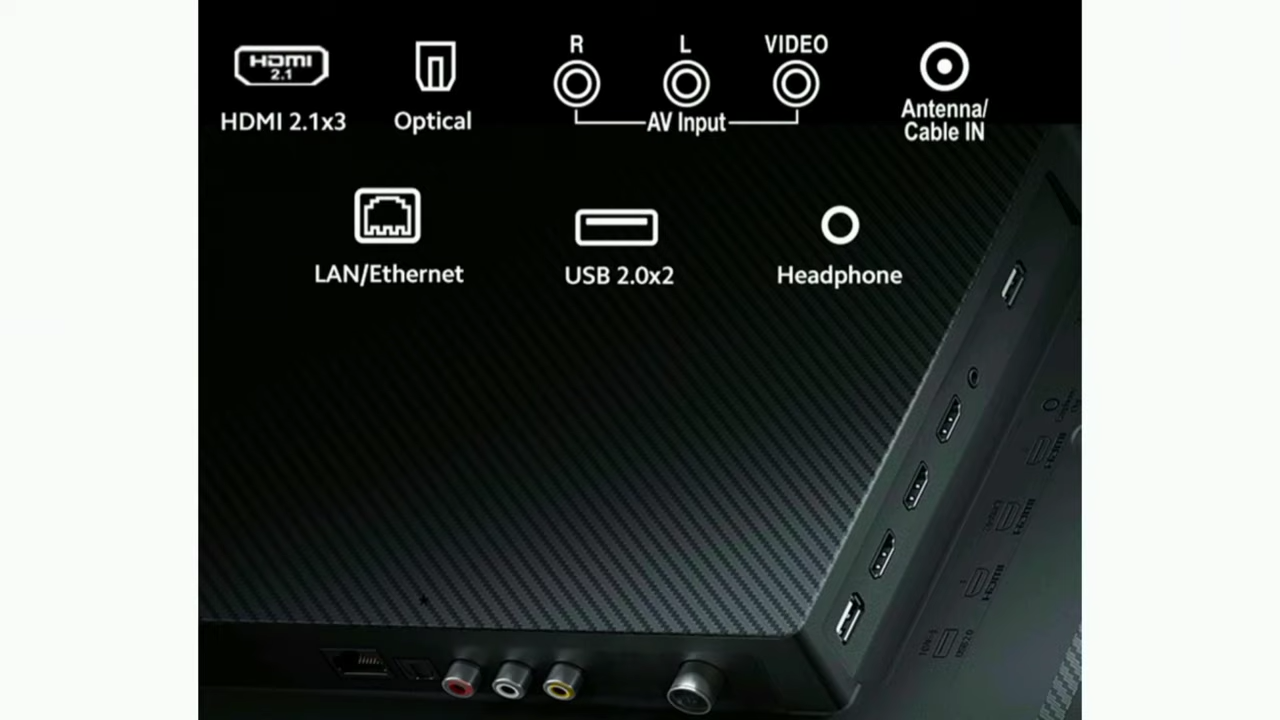 HDMI
2.1
HDMI 2.1x3
Optical
R
L
VIDEO
AV Input
Antenna/
Cable IN
LAN/Ethernet
USB 2.0x2
Headphone